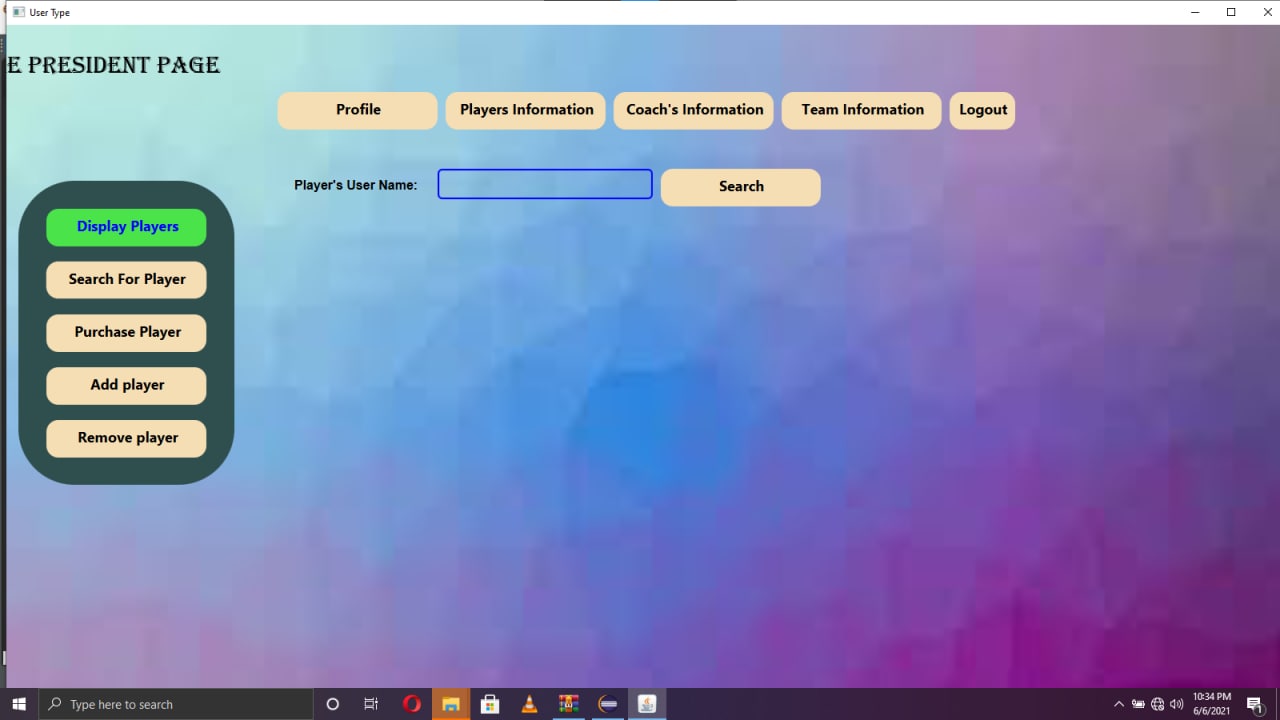 User Type
E PRESIDENT PAGE
Profile
Players Information
Coach's Information
Team Information
Logout
Player's User Name:
Search
Display Players
Search For Player
Purchase Player
Add player
Remove player
Type here to search
10:34 PM
6/6/2021
1